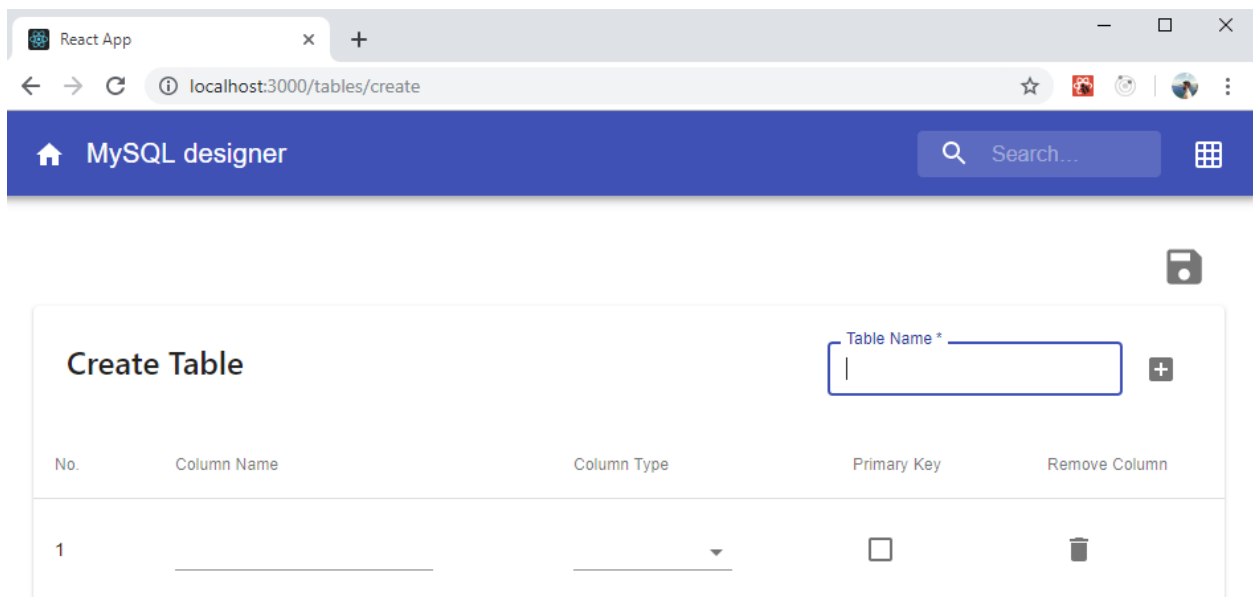 React App
localhost:3000/tables/create
MySQL designer
Search...
Create Table
Table Name *
No.
Column Name
Column Type
Primary Key
Remove Column
1